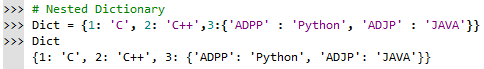 >>> # Nested Dictionary
>>> Dict = {1: 'C', 2: 'C++',3:{'ADPP' : 'Python', 'ADJP' : 'JAVA'}}
>>> Dict
{1: 'C', 2: 'C++', 3: {'ADPP': 'Python', 'ADJP': 'JAVA'}}